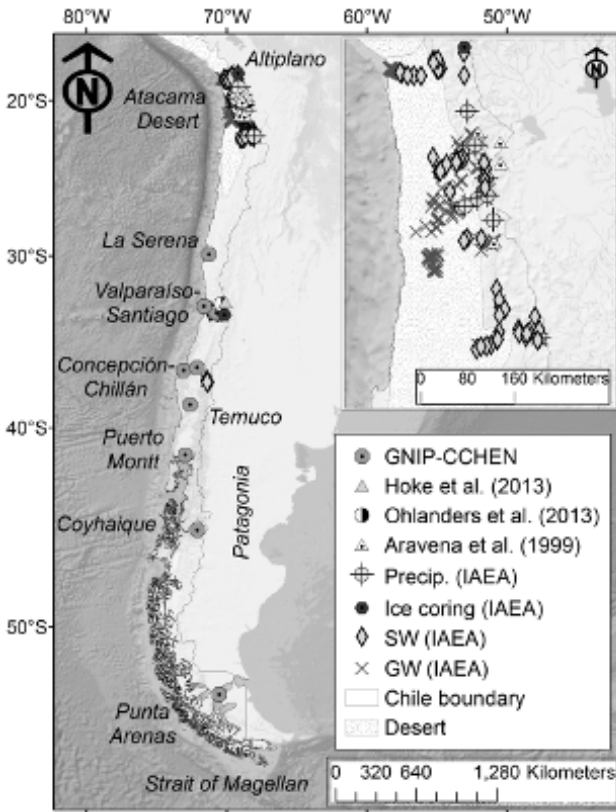 80°W
70°W
60°W
50°W
N
Altiplano
20°S
Atacama
Desert
N
La Serena
30°S
Valparaíso-
Santiago
Concepción-
Chillán
0
80
160 Kilometers
Temuco
40°S
Puerto
Montt
Patagonia
Coyhaique
GNIP-CCHEN
Hoke et al. (2013)
Ohlanders et al. (2013)
Aravena et al. (1999)
Precip. (IAEA)
Ice coring (IAEA)
SW (IAEA)
GW (IAEA)
Chile boundary
Desert
50°S
Punta
Arenas
Strait of Magellan
0 320 640 1,280 Kilometers